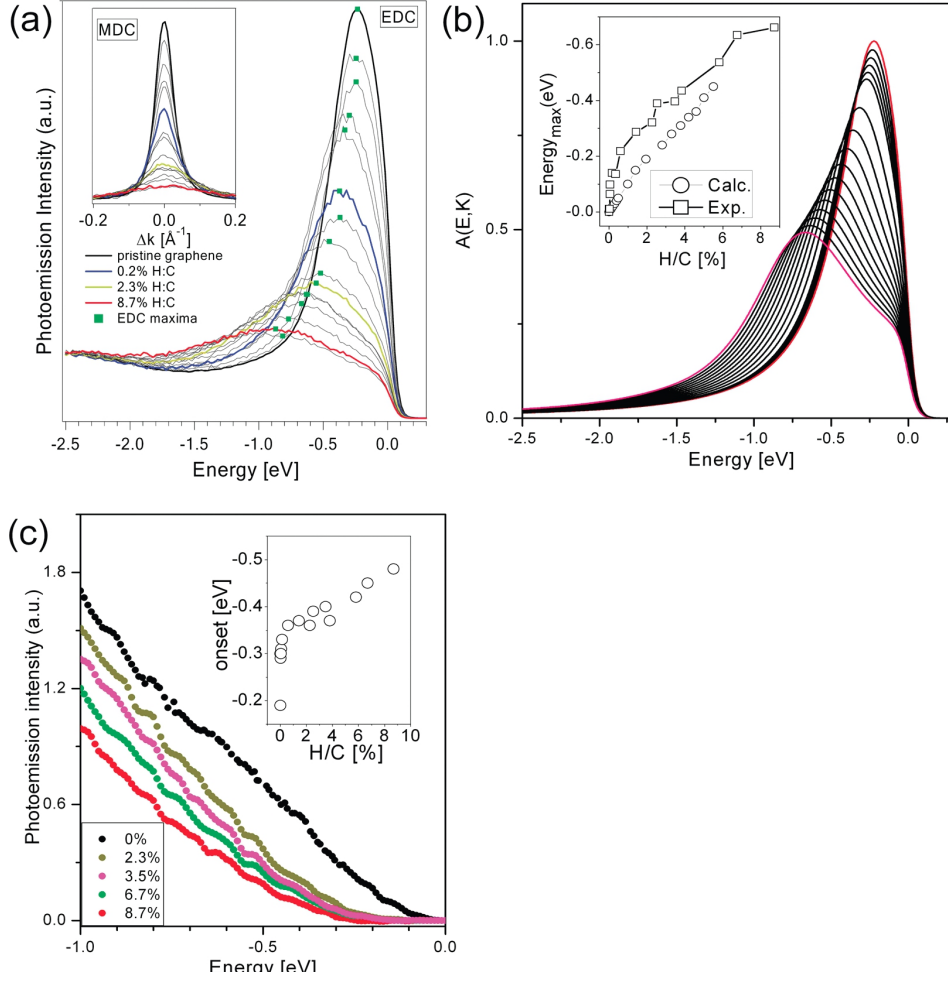 (a)
MDC
EDC
Photoemission Intensity (a.u.)
-0.2 0.0 0.2
Δk [Å⁻¹]
pristine graphene
0.2% H:C
2.3% H:C
8.7% H:C
EDC maxima
-2.5 -2.0 -1.5 -1.0 -0.5 0.0
Energy [eV]
(b)
A(E,K)
1.0
0.5
0.0
Energymax(eV)
-0.6
-0.4
-0.2
-0.0
Calc.
Exp.
0 2 4 6 8
H/C [%]
-2.5 -2.0 -1.5 -1.0 -0.5 0.0
Energy [eV]
(c)
Photoemission intensity (a.u.)
1.8
1.2
0.6
0.0
onset [eV]
-0.5
-0.4
-0.3
-0.2
0 2 4 6 8 10
H/C [%]
0%
2.3%
3.5%
6.7%
8.7%
-1.0 -0.5 0.0
Energy [eV]